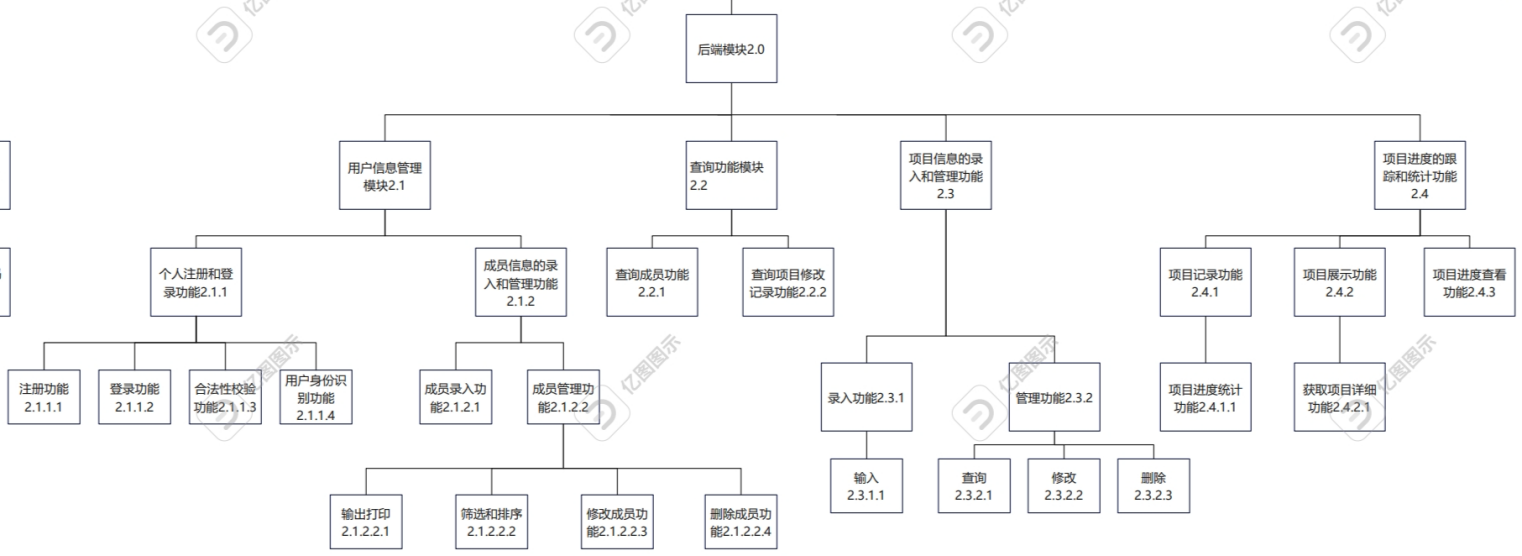 亿图图示
亿图图示
亿图图示
亿图图示
后端模块2.0
用户信息管理
模块2.1
查询功能模块
2.2
项目信息的录
入和管理功能
2.3
项目进度的跟
踪和统计功能
2.4
个人注册和登
录功能2.1.1
成员信息的录
入和管理功能
2.1.2
查询成员功能
2.2.1
查询项目修改
记录功能2.2.2
项目记录功能
2.4.1
项目展示功能
2.4.2
项目进度查看
功能2.4.3
注册功能
2.1.1.1
登录功能
2.1.1.2
合法性校验
功能2.1.1.3
用户身份识
别功能
2.1.1.4
成员录入功
能2.1.2.1
成员管理功
能2.1.2.2
录入功能2.3.1
管理功能2.3.2
项目进度统计
功能2.4.1.1
获取项目详细
功能2.4.2.1
输入
2.3.1.1
查询
2.3.2.1
修改
2.3.2.2
删除
2.3.2.3
输出打印
2.1.2.2.1
筛选和排序
2.1.2.2.2
修改成员功
能2.1.2.2.3
删除成员功
能2.1.2.2.4